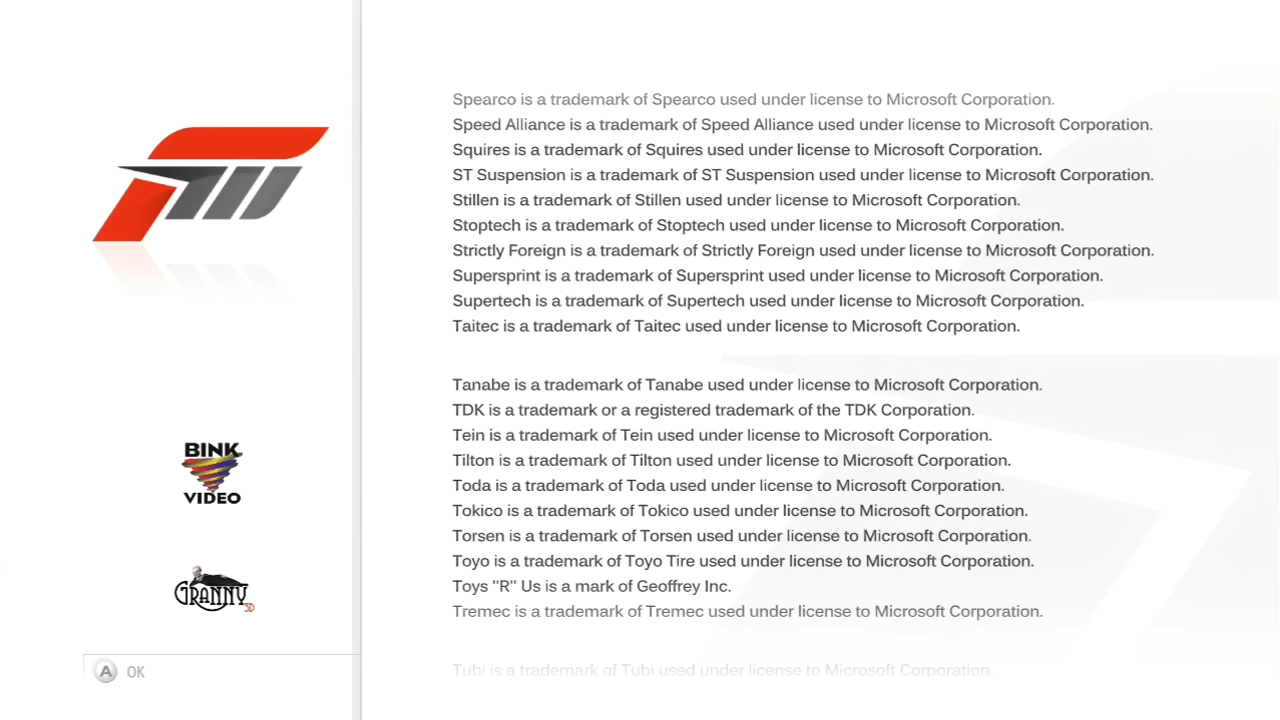 Spearco is a trademark of Spearco used under license to Microsoft Corporation.
Speed Alliance is a trademark of Speed Alliance used under license to Microsoft Corporation.
Squires is a trademark of Squires used under license to Microsoft Corporation.
ST Suspension is a trademark of ST Suspension used under license to Microsoft Corporation.
Stillen is a trademark of Stillen used under license to Microsoft Corporation.
Stoptech is a trademark of Stoptech used under license to Microsoft Corporation.
Strictly Foreign is a trademark of Strictly Foreign used under license to Microsoft Corporation.
Supersprint is a trademark of Supersprint used under license to Microsoft Corporation.
Supertech is a trademark of Supertech used under license to Microsoft Corporation.
Taitec is a trademark of Taitec used under license to Microsoft Corporation.
Tanabe is a trademark of Tanabe used under license to Microsoft Corporation.
TDK is a trademark or a registered trademark of the TDK Corporation.
Tein is a trademark of Tein used under license to Microsoft Corporation.
Tilton is a trademark of Tilton used under license to Microsoft Corporation.
Toda is a trademark of Toda used under license to Microsoft Corporation.
Tokico is a trademark of Tokico used under license to Microsoft Corporation.
Torsen is a trademark of Torsen used under license to Microsoft Corporation.
Toyo is a trademark of Toyo Tire used under license to Microsoft Corporation.
Toys "R" Us is a mark of Geoffrey Inc.
Tremec is a trademark of Tremec used under license to Microsoft Corporation.
Tubi is a trademark of Tubi used under license to Microsoft Corporation.
BINK
VIDEO
GRANNY
3D
A OK